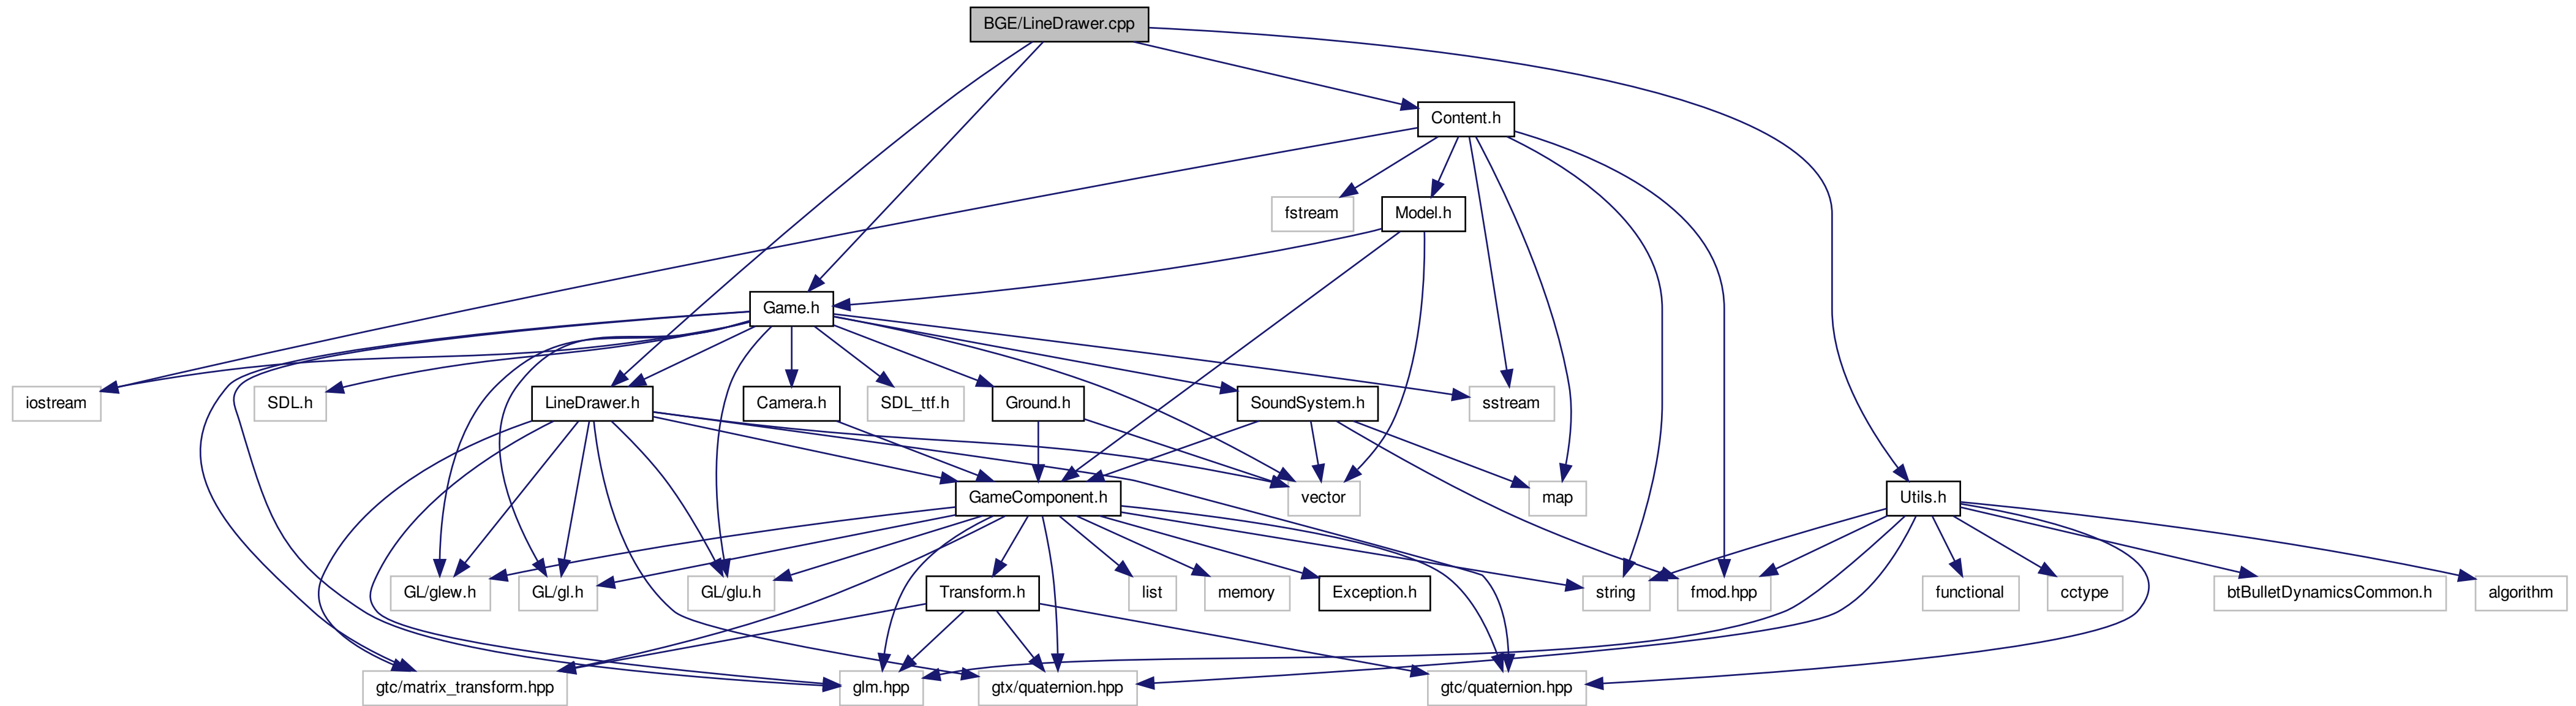 BGE/LineDrawer.cpp
Content.h
fstream
Model.h
Game.h
iostream
SDL.h
LineDrawer.h
Camera.h
SDL_ttf.h
Ground.h
SoundSystem.h
sstream
GameComponent.h
vector
map
Utils.h
GL/glew.h
GL/gl.h
GL/glu.h
Transform.h
list
memory
Exception.h
string
fmod.hpp
functional
cctype
btBulletDynamicsCommon.h
algorithm
gtc/matrix_transform.hpp
glm.hpp
gtx/quaternion.hpp
gtc/quaternion.hpp